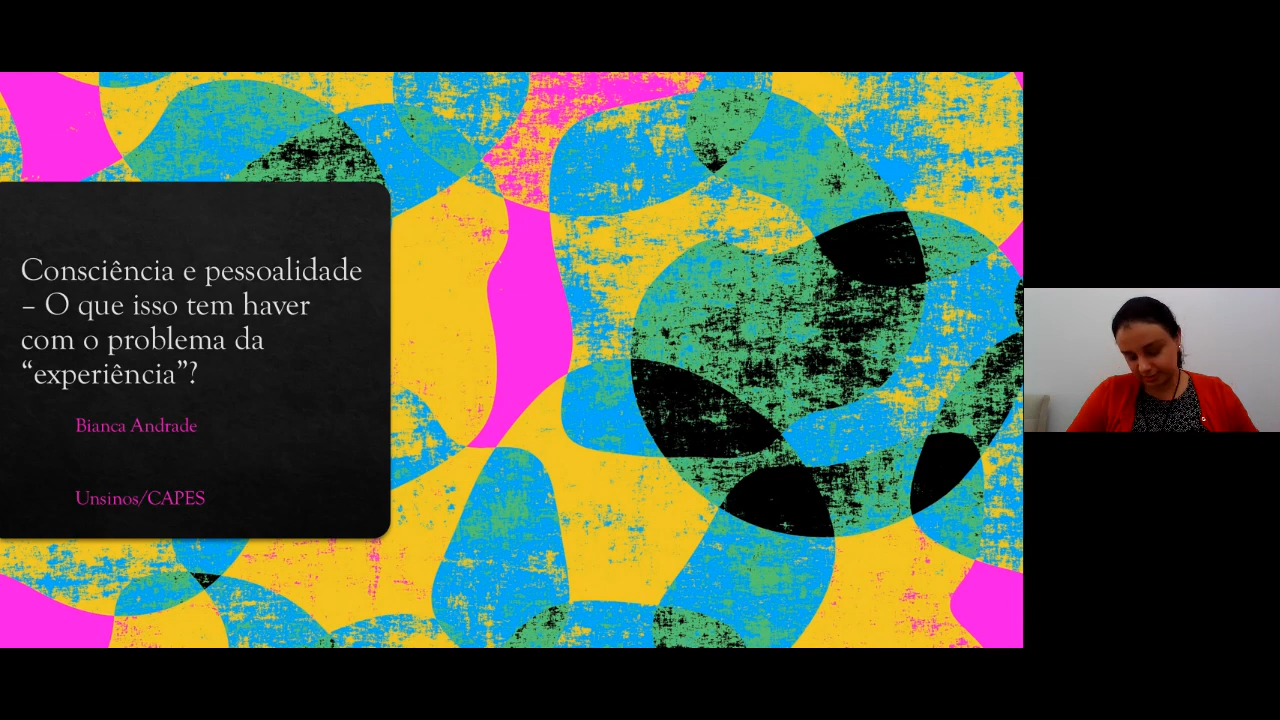 Consciência e pessoalidade
– O que isso tem haver
com o problema da
“experiência”?
Bianca Andrade
Unsinos/CAPES